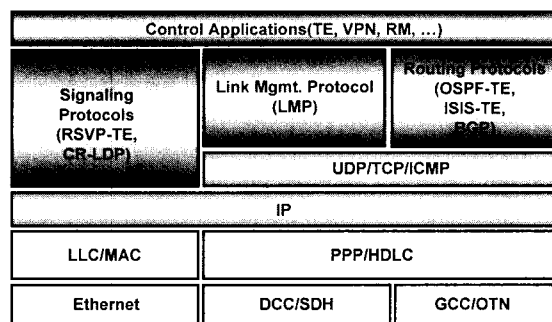 Control Applications(TE, VPN, RM, ...)
Signaling
Protocols
(RSVP-TE,
CR-LDP)
Link Mgmt. Protocol
(LMP)
Routing Protocols
(OSPF-TE,
ISIS-TE,
BGP)
UDP/TCP/ICMP
IP
LLC/MAC
PPP/HDLC
Ethernet
DCC/SDH
GCC/OTN